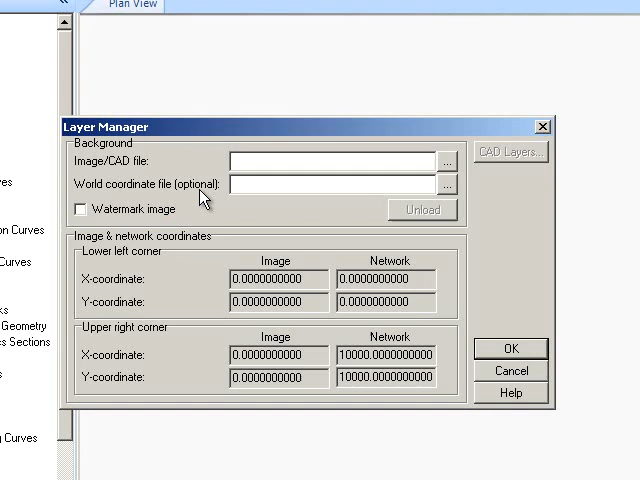 Plan View
Layer Manager
Background
Image/CAD file:
...
CAD Layers...
World coordinate file (optional):
...
Watermark image
Unload
Image & network coordinates
Lower left corner
Image
Network
X-coordinate:
0.0000000000
0.0000000000
Y-coordinate:
0.0000000000
0.0000000000
Upper right corner
Image
Network
X-coordinate:
0.0000000000
10000.0000000000
Y-coordinate:
0.0000000000
10000.0000000000
OK
Cancel
Help
Curves
Curves
Geometry
Sections
Curves